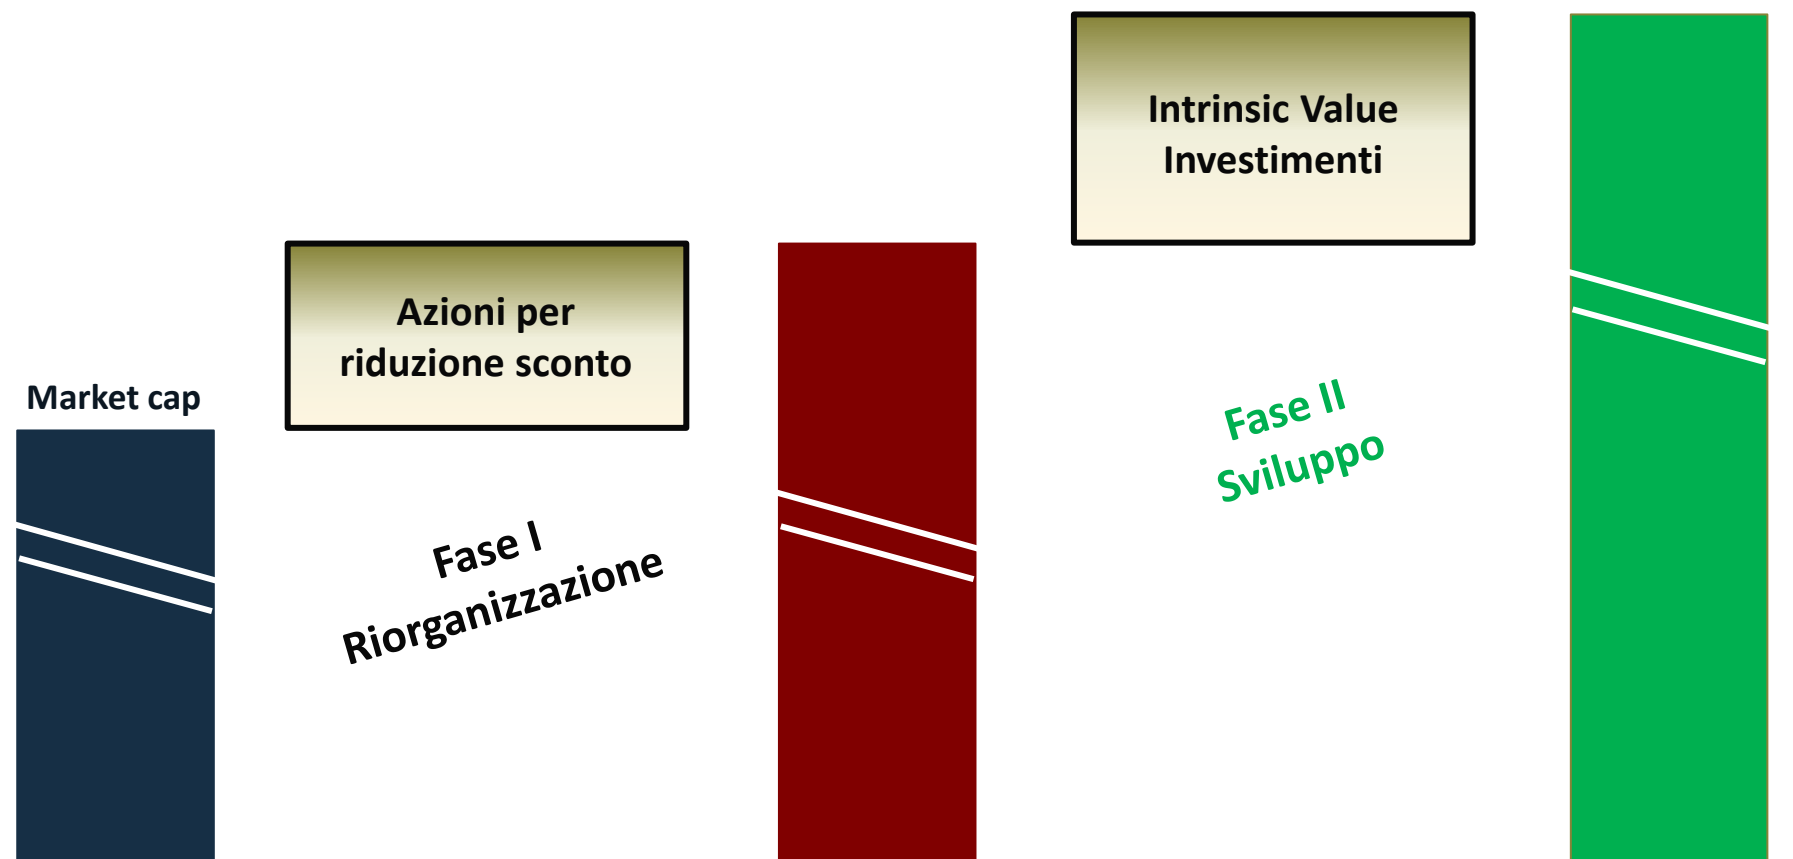 Market cap
Azioni per
riduzione sconto
Fase I
Riorganizzazione
Intrinsic Value
Investimenti
Fase II
Sviluppo